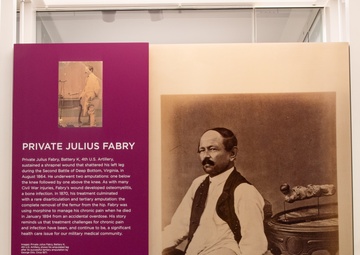 PRIVATE JULIUS FABRY
Private Julius Fabry, Battery K, 4th U.S. Artillery,
sustained a shrapnel wound that shattered his left leg
during the Second Battle of Deep Bottom, Virginia, in
August 1864. He underwent two amputations: one below
the knee followed by one above the knee. As with many
Civil War injuries, Fabry's wound developed osteomyelitis,
a bone infection. In 1870, his treatment culminated
with a rare disarticulation and tertiary amputation: the
complete removal of the femur from the hip. Fabry was
using morphine to manage his chronic pain when he died
in January 1894 from an accidental overdose. His story
reminds us that treatment challenges for chronic pain
and infection have been, and continue to be, a significant
health care issue for our military medical community.